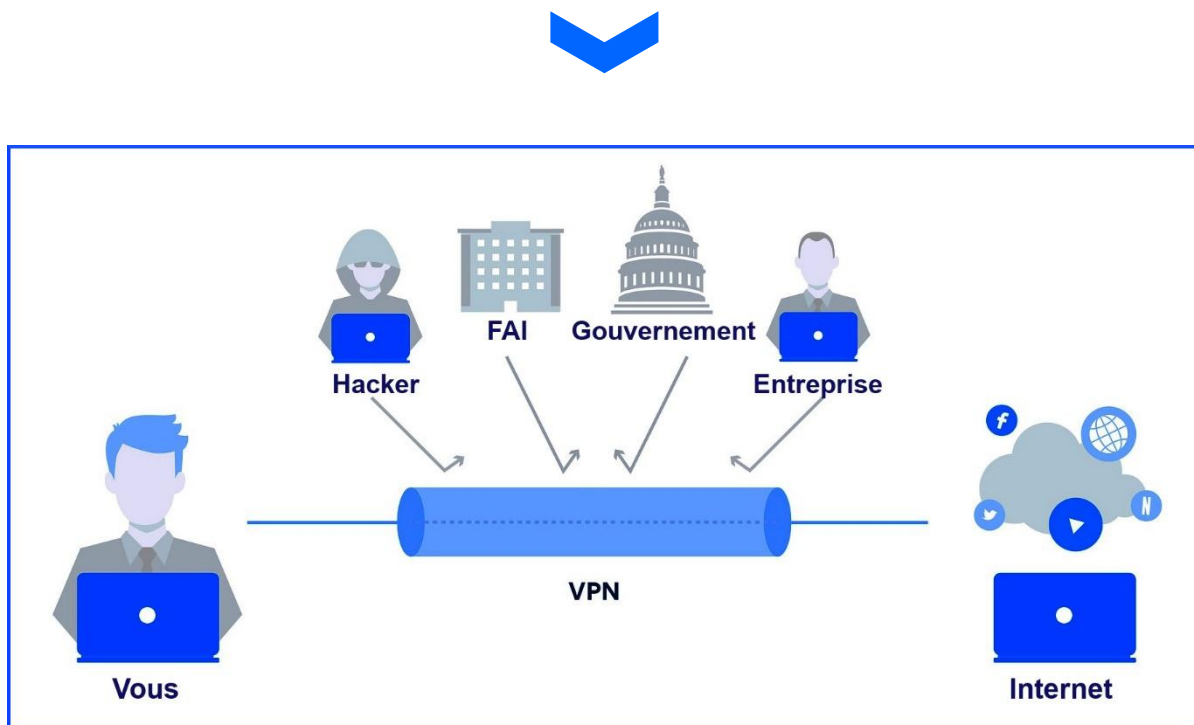 FAI
Gouvernement
Hacker
Entreprise
f
N
VPN
Vous
Internet